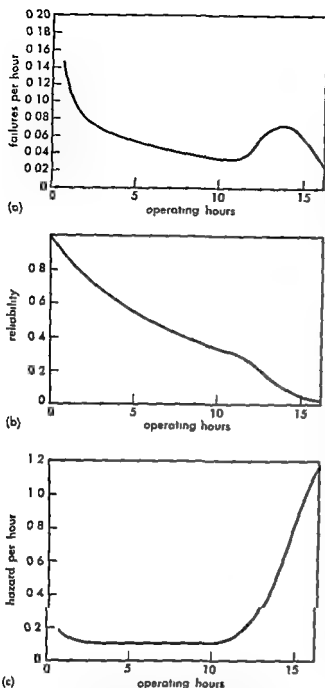 0 20
0 18
0 16
0 14
0 12
0 10
0 08
0 06
0 04
0 02
0
failures per hour
0 5 10 15
(a) operating hours
0.8
0.6
0.4
0.2
0
reliability
0 5 10 15
(b) operating hours
1.2
1.0
0.8
0.6
0.4
0.2
0
hazard per hour
0 5 10 15
(c) operating hours